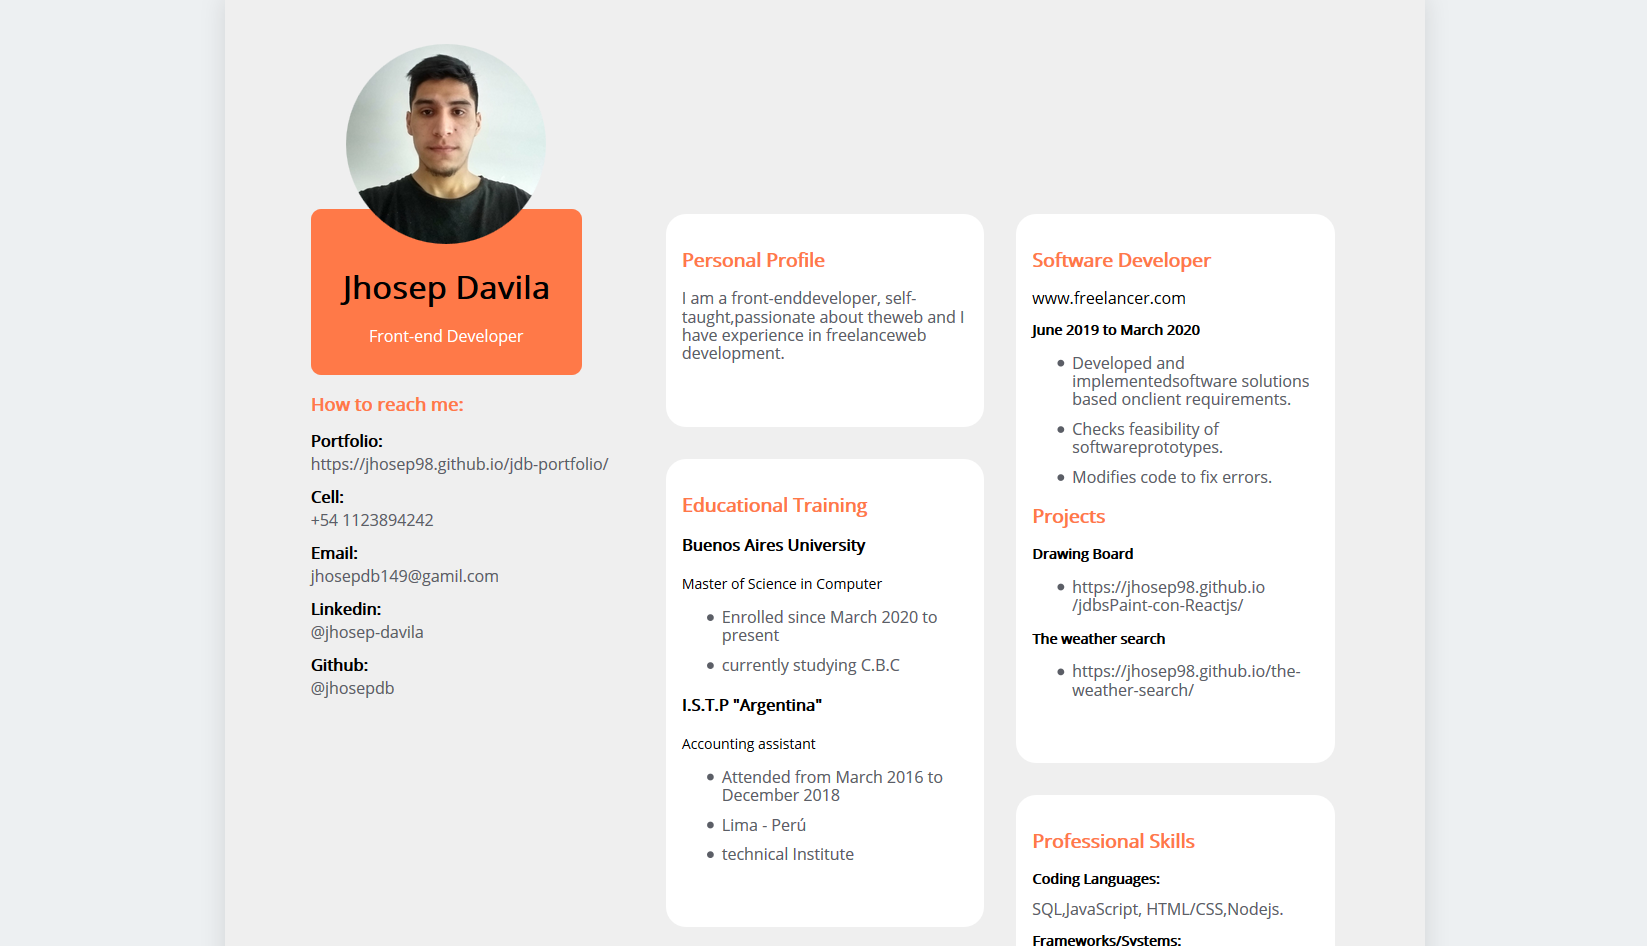 Jhosep Davila
Front-end Developer
How to reach me:
Portfolio:
https://jhosep98.github.io/jdb-portfolio/
Cell:
+54 1123894242
Email:
jhosepdb149@gamil.com
Linkedin:
@jhosep-davila
Github:
@jhosepdb
Personal Profile
I am a front-enddeveloper, self-
taught,passionate about theweb and I
have experience in freelanceweb
development.
Educational Training
Buenos Aires University
Master of Science in Computer
Enrolled since March 2020 to
present
currently studying C.B.C
I.S.T.P "Argentina"
Accounting assistant
Attended from March 2016 to
December 2018
Lima - Perú
technical Institute
Software Developer
www.freelancer.com
June 2019 to March 2020
Developed and
implementedsoftware solutions
based onclient requirements.
Checks feasibility of
softwareprototypes.
Modifies code to fix errors.
Projects
Drawing Board
https://jhosep98.github.io
/jdbsPaint-con-Reactjs/
The weather search
https://jhosep98.github.io/the-
weather-search/
Professional Skills
Coding Languages:
SQL,JavaScript, HTML/CSS,Nodejs.
Frameworks/Systems: